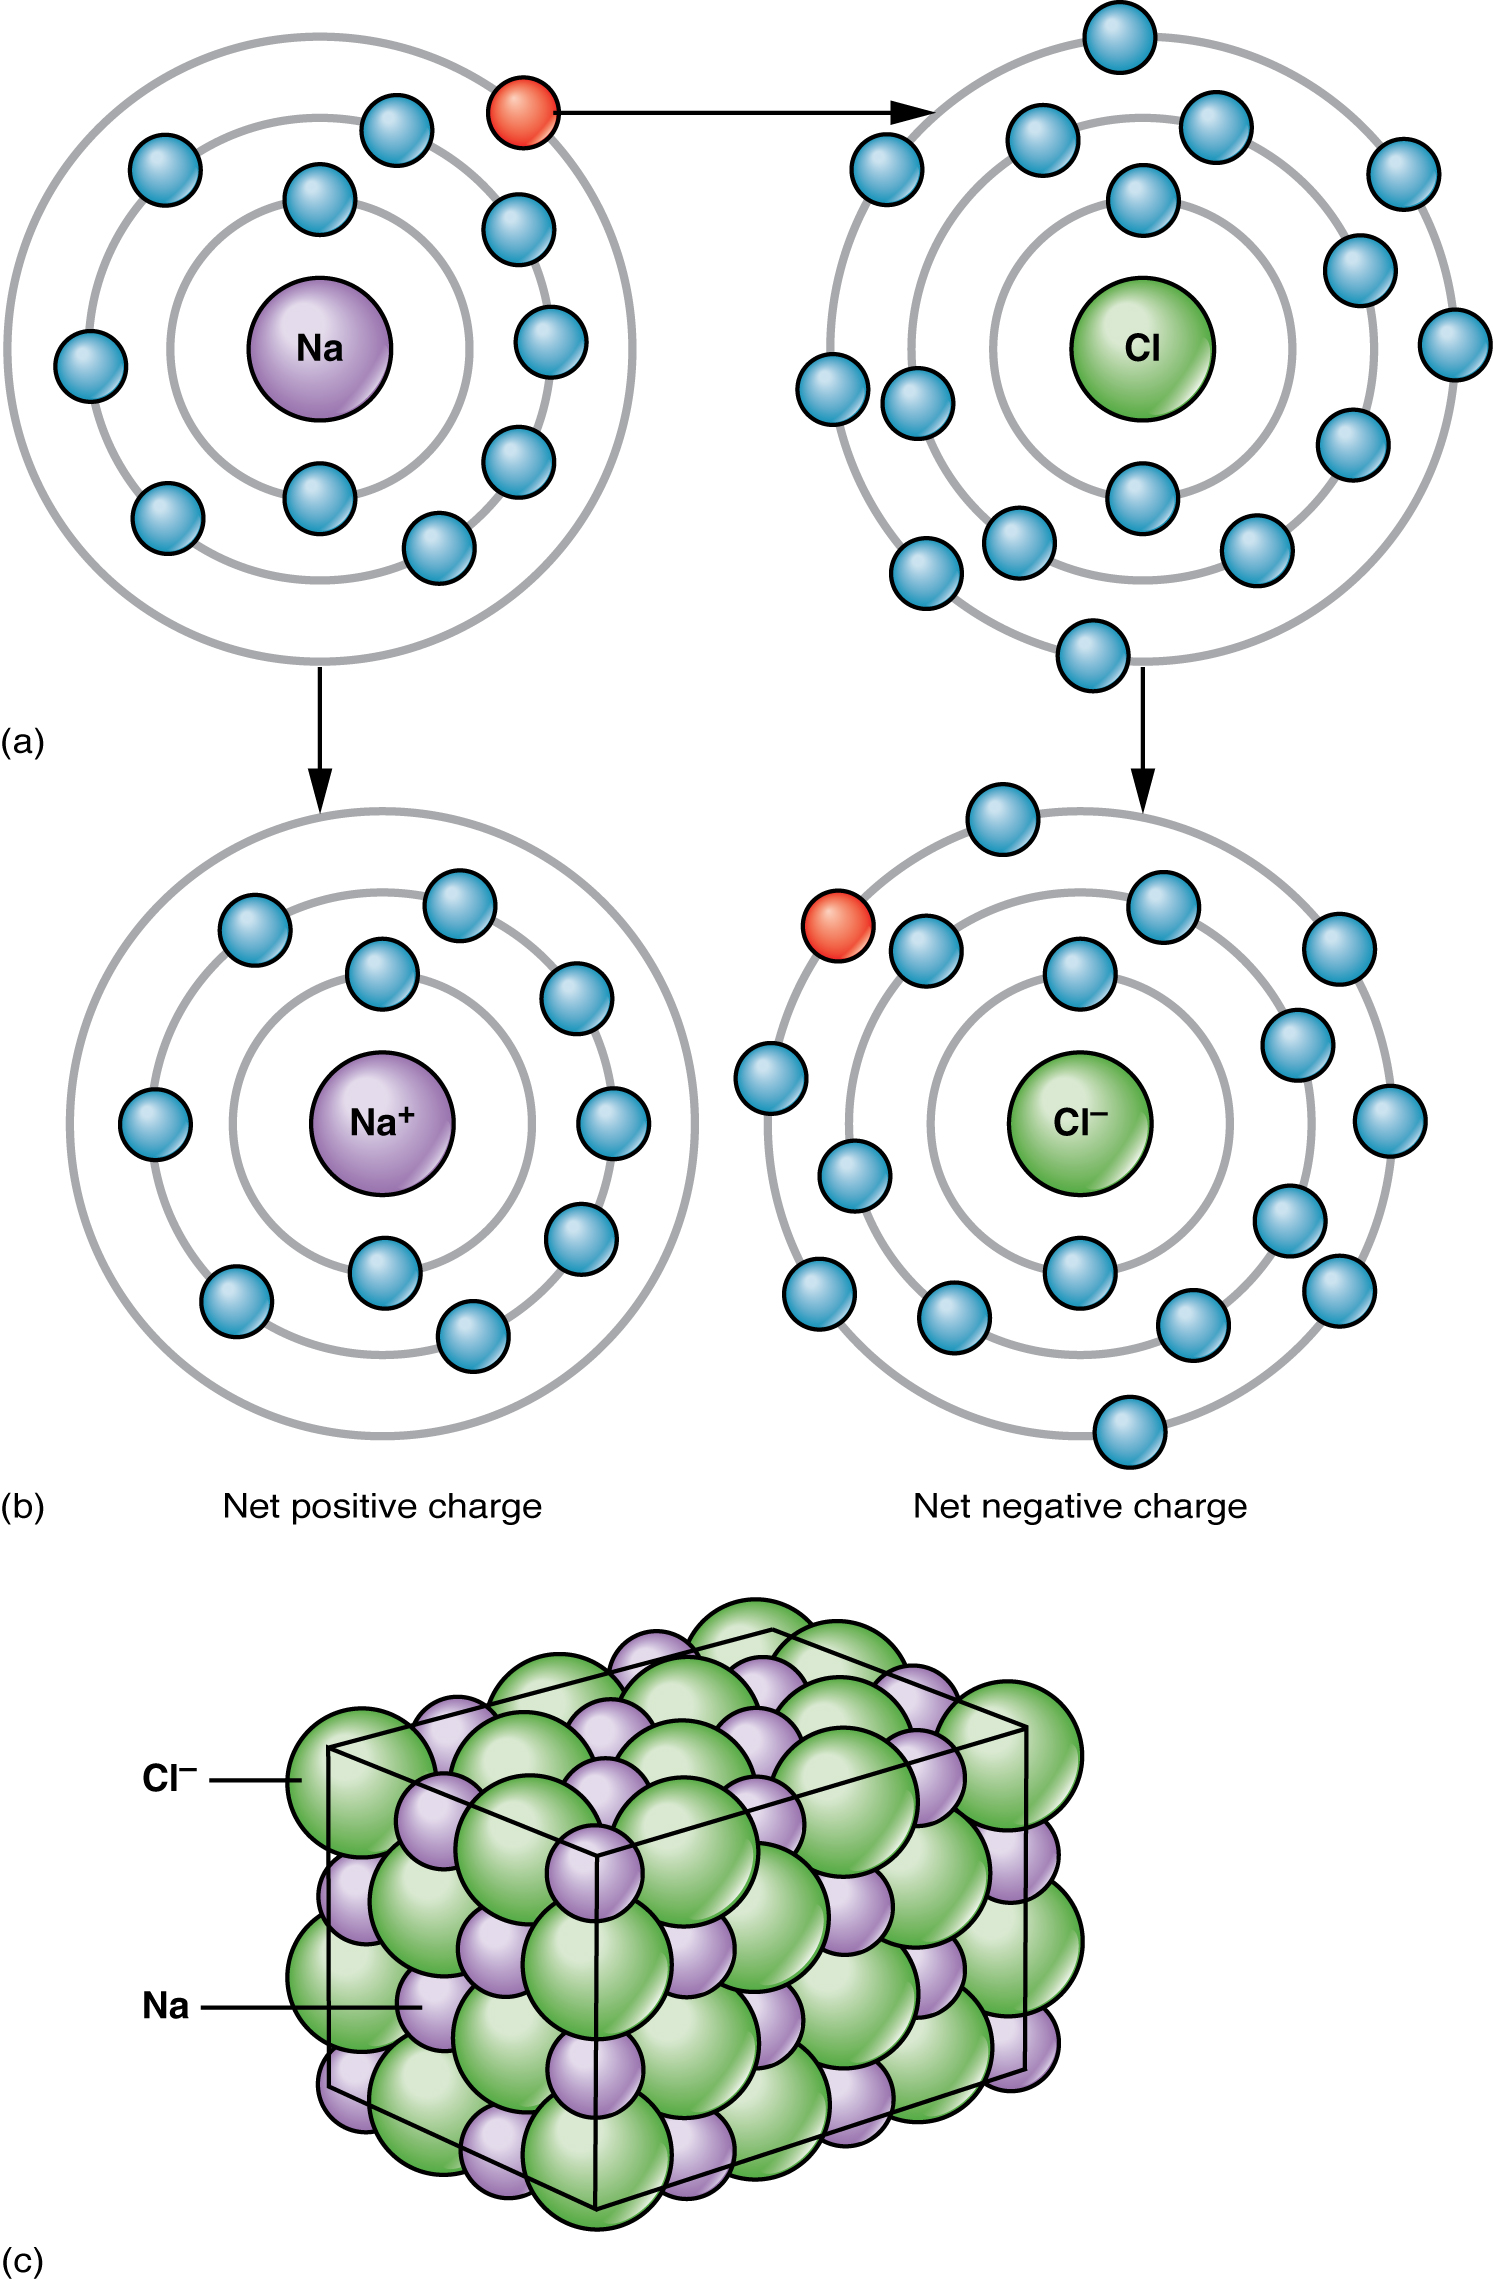 Na
Cl
(a)
Na⁺
Cl⁻
(b)
Net positive charge
Net negative charge
Cl⁻
Na
(c)